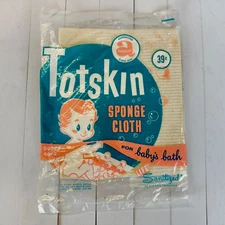 39¢
Totskin
SPONGE
CLOTH
FOR baby's bath
Sanitized